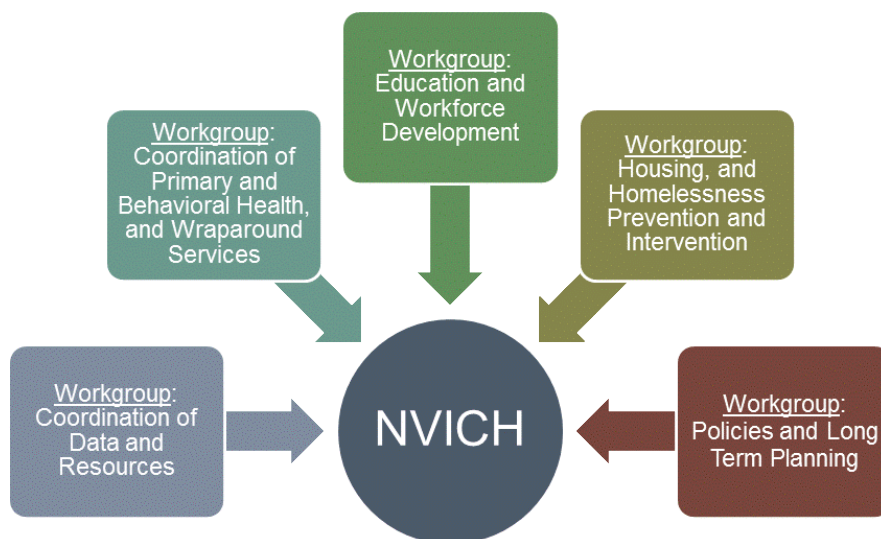 Workgroup:
Education and
Workforce
Development
Workgroup:
Coordination of
Primary and
Behavioral Health,
and Wraparound
Services
Workgroup:
Housing, and
Homelessness
Prevention and
Intervention
Workgroup:
Coordination of
Data and
Resources
NVICH
Workgroup:
Policies and Long
Term Planning